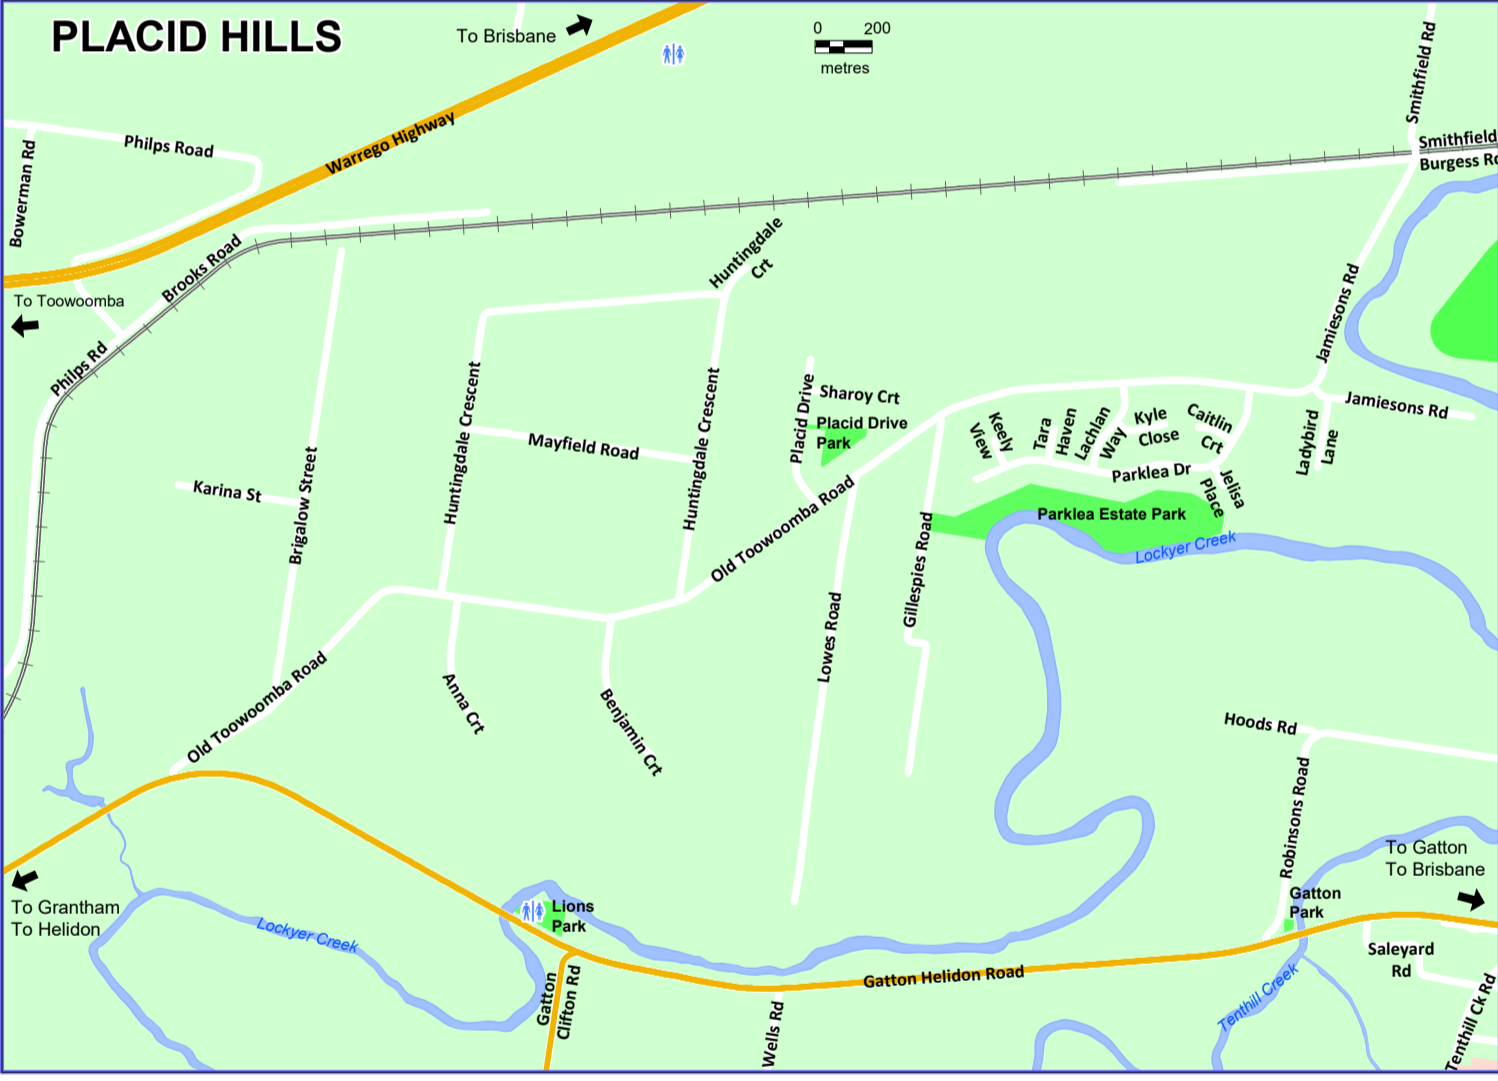 PLACID HILLS
To Brisbane
0 200
metres
Smithfield Rd
Philps Road
Bowerman Rd
Warrego Highway
Smithfield
Burgess Rd
Brooks Road
Huntingdale
Crt
To Toowoomba
Philps Rd
Jamiesons Rd
Huntingdale Crescent
Huntingdale Crescent
Mayfield Road
Placid Drive
Sharoy Crt
Placid Drive
Park
Keely
View
Tara
Haven
Lachlan
Way
Kyle
Close
Caitlin
Crt
Jamiesons Rd
Ladybird
Lane
Parklea Dr
Jelisa
Place
Karina St
Brigalow Street
Old Toowoomba Road
Parklea Estate Park
Lockyer Creek
Gillespies Road
Lowes Road
Old Toowoomba Road
Anna Crt
Benjamin Crt
Hoods Rd
Robinsons Road
To Gatton
To Brisbane
To Grantham
To Helidon
Lockyer Creek
Lions
Park
Gatton
Park
Gatton Helidon Road
Saleyard
Rd
Gatton
Clifton Rd
Wells Rd
Tenthill Creek
Tenthill Ck Rd